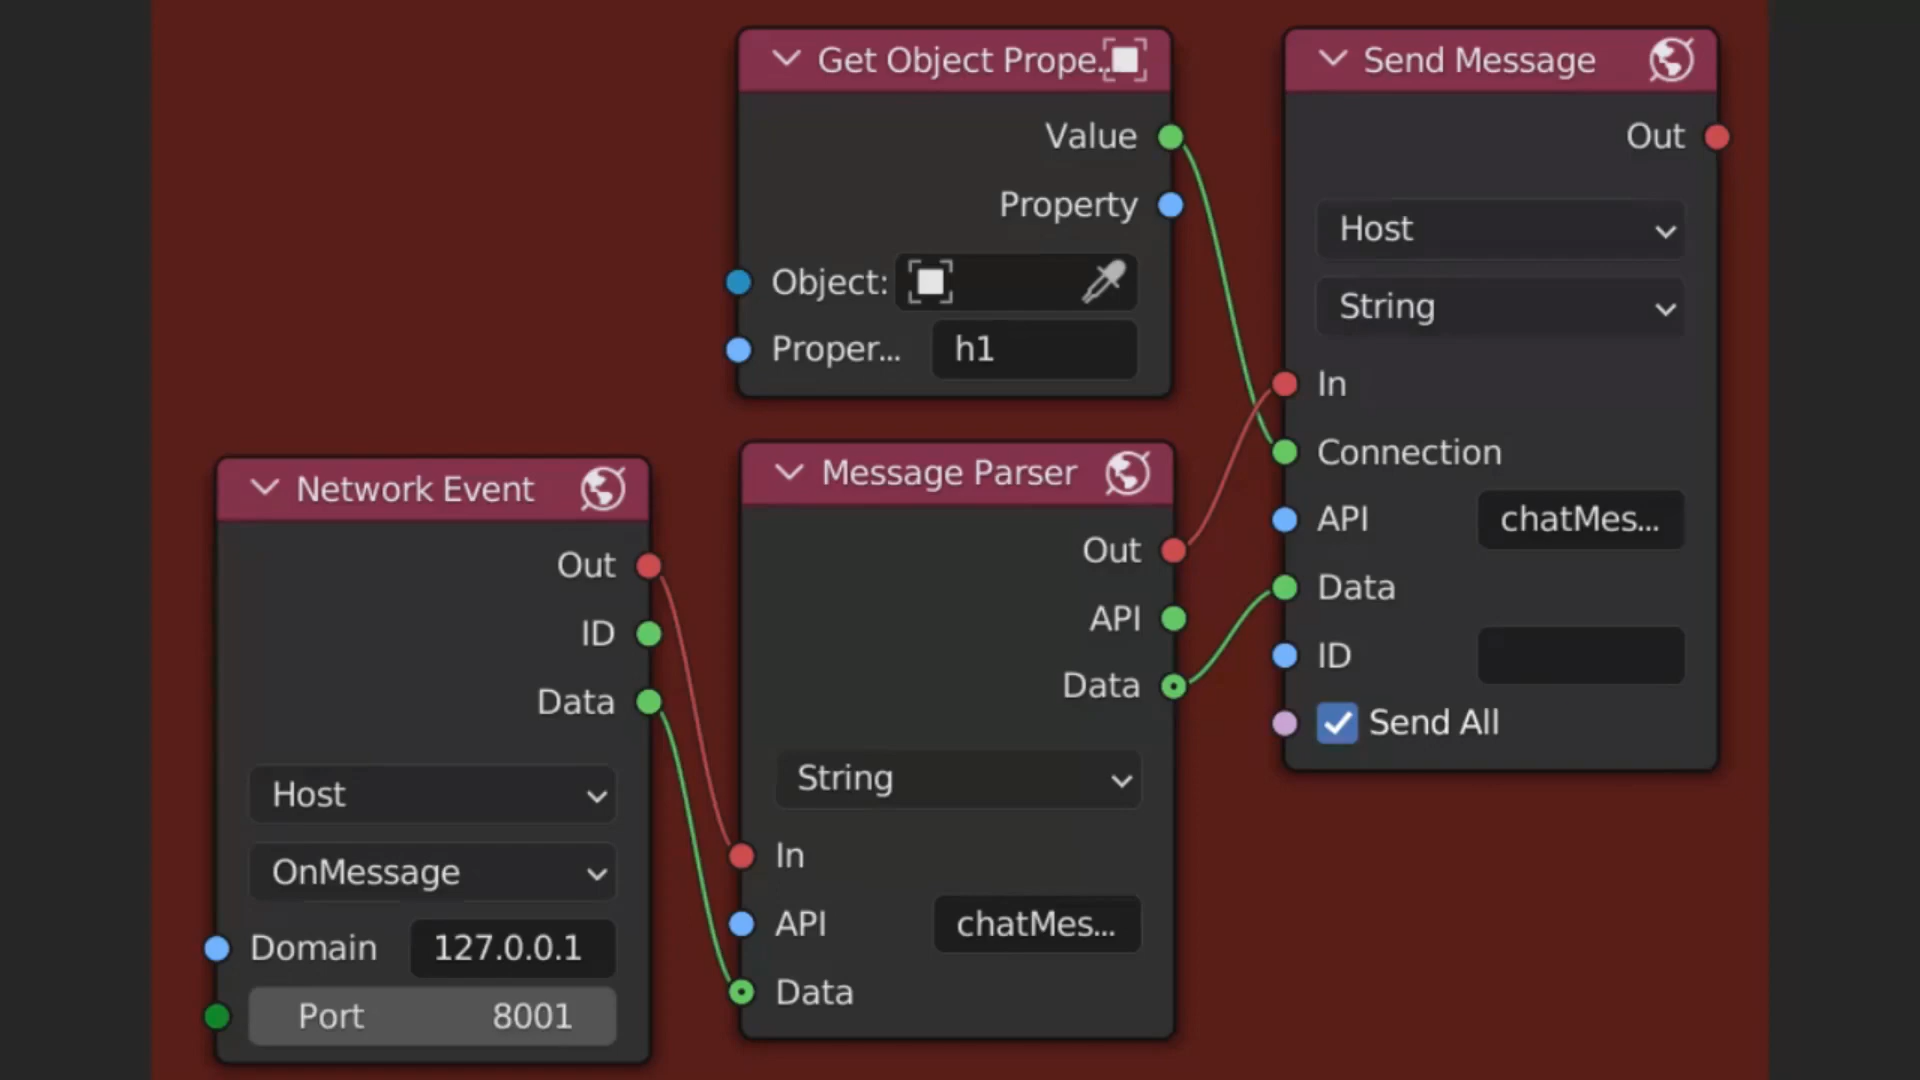 Get Object Prope..
Value
Property
Object:
Proper... h1
Send Message
Out
Host
String
In
Connection
API chatMes...
Data
ID
Send All
Network Event
Out
ID
Data
Host
OnMessage
Domain 127.0.0.1
Port 8001
Message Parser
Out
API
Data
String
In
API chatMes...
Data